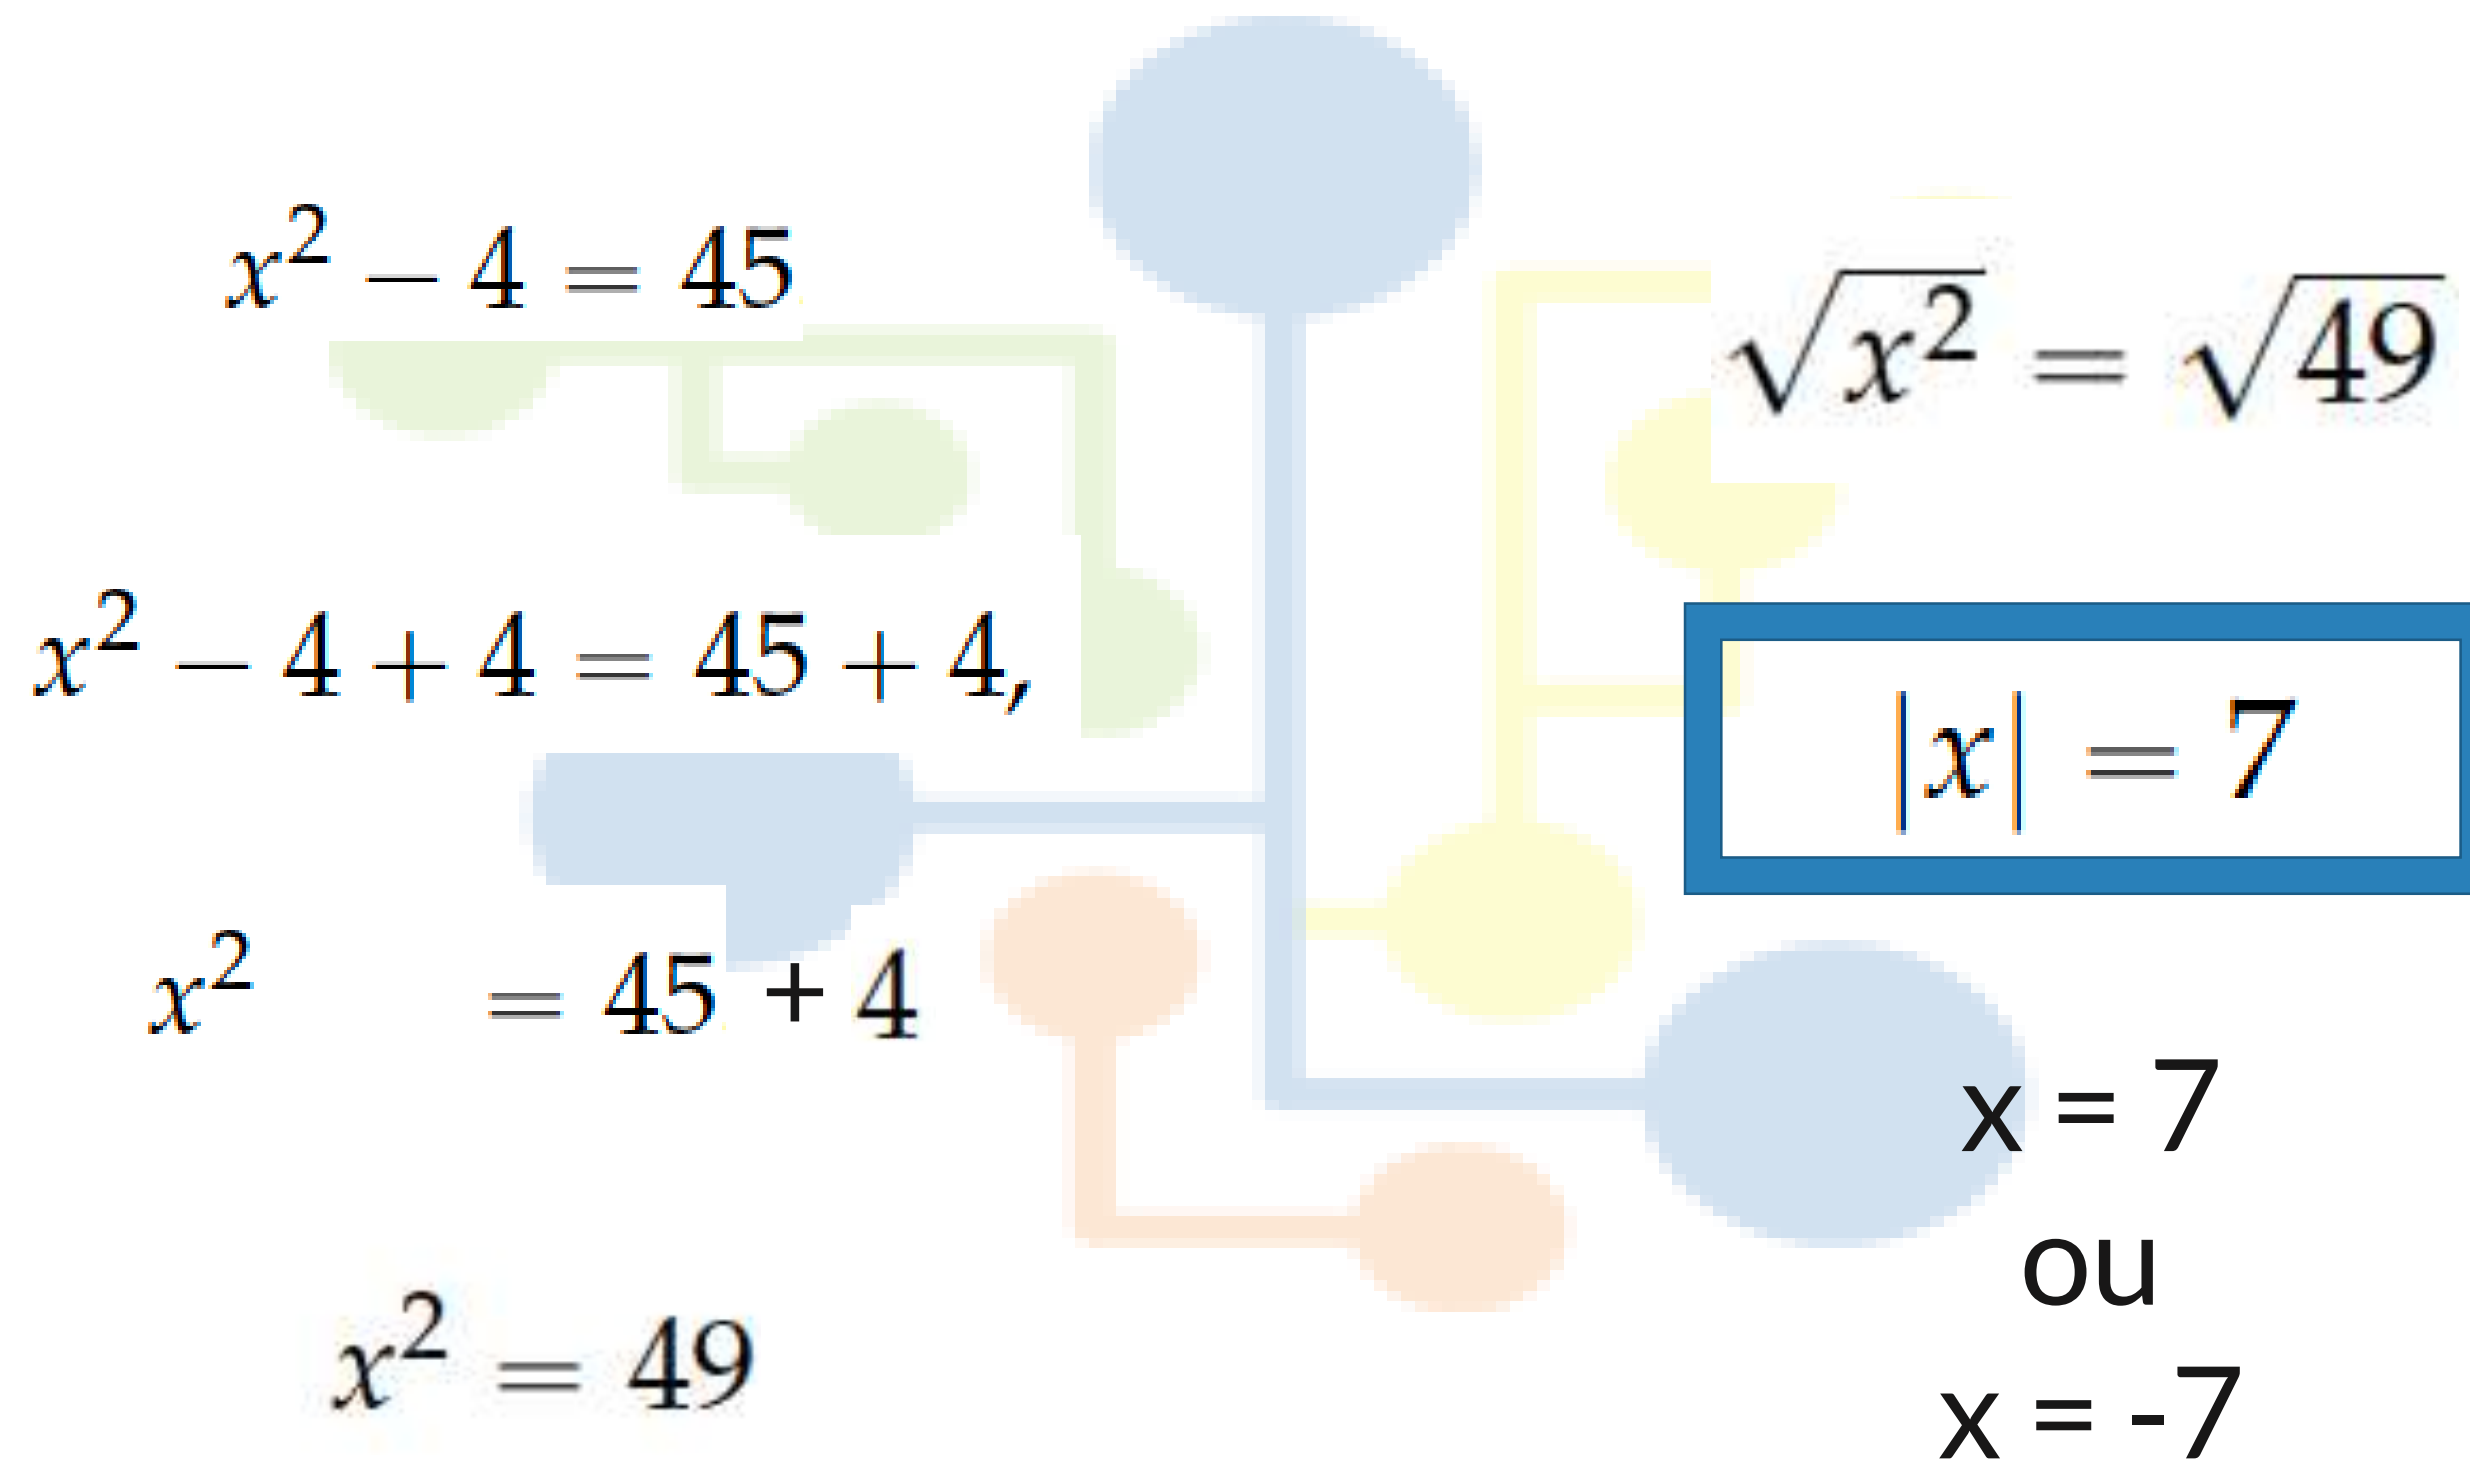 x² − 4 = 45
x² − 4 + 4 = 45 + 4,
x² = 45 + 4
x² = 49
√x² = √49
|x| = 7
x = 7
ou
x = -7